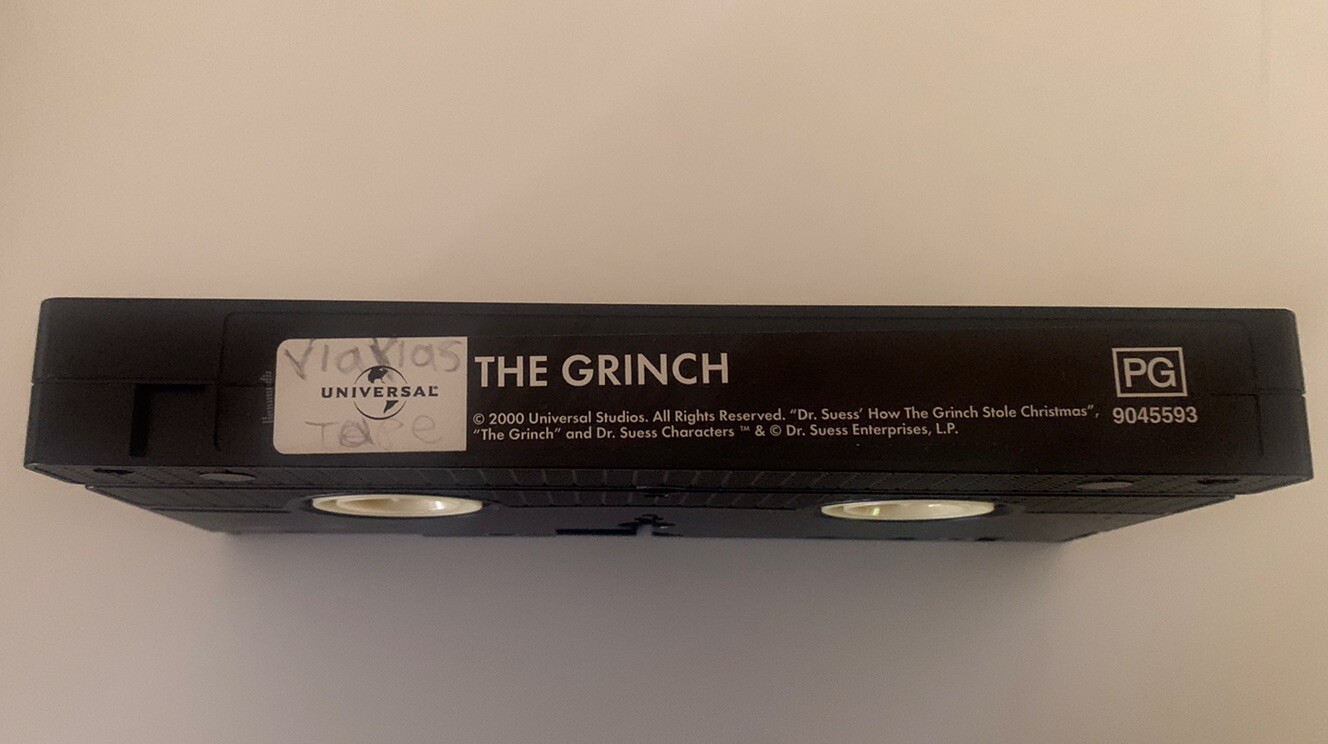 UNIVERSAL
Tape
THE GRINCH
© 2000 Universal Studios. All Rights Reserved. "Dr. Suess' How The Grinch Stole Christmas",
"The Grinch" and Dr. Suess Characters ™ & © Dr. Suess Enterprises, L.P.
PG
9045593